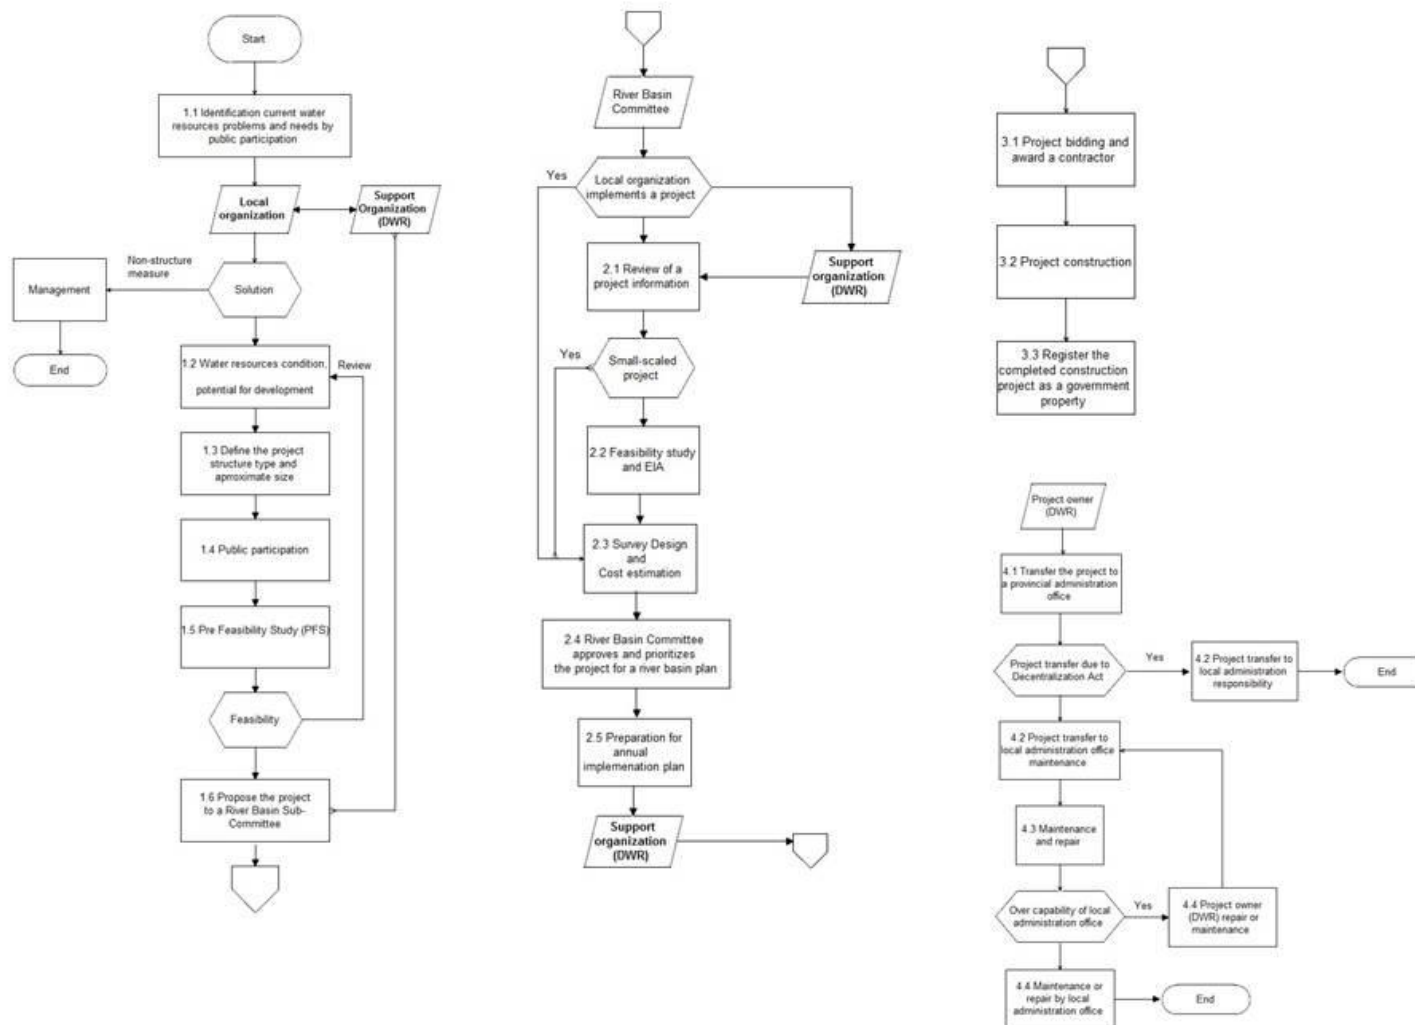 Start
1.1 Identification current water
resources problems and needs by
public participation
Local
organization
Support
Organization
(DWR)
Non-structure
measure
Management
Solution
End
1.2 Water resources condition,
potential for development
Review
1.3 Define the project
structure type and
aproximate size
1.4 Public participation
1.5 Pre Feasibility Study (PFS)
Feasibility
1.6 Propose the project
to a River Basin Sub-
Committee
River Basin
Committee
Yes
Local organization
implements a project
2.1 Review of a
project information
Support
organization
(DWR)
Yes
Small-scaled
project
2.2 Feasibility study
and EIA
2.3 Survey Design
and
Cost estimation
2.4 River Basin Committee
approves and prioritizes
the project for a river basin plan
2.5 Preparation for
annual
implemenation plan
Support
organization
(DWR)
3.1 Project bidding and
award a contractor
3.2 Project construction
3.3 Register the
completed construction
project as a government
property
Project owner
(DWR)
4.1 Transfer the project to
a provincial administration
office
Project transfer due to
Decentralization Act
Yes
4.2 Project transfer to
local administration
responsibility
End
4.2 Project transfer to
local administration office
maintenance
4.3 Maintenance
and repair
Over capability of local
administration office
Yes
4.4 Project owner
(DWR) repair or
maintenance
4.4 Maintenance or
repair by local
administration office
End